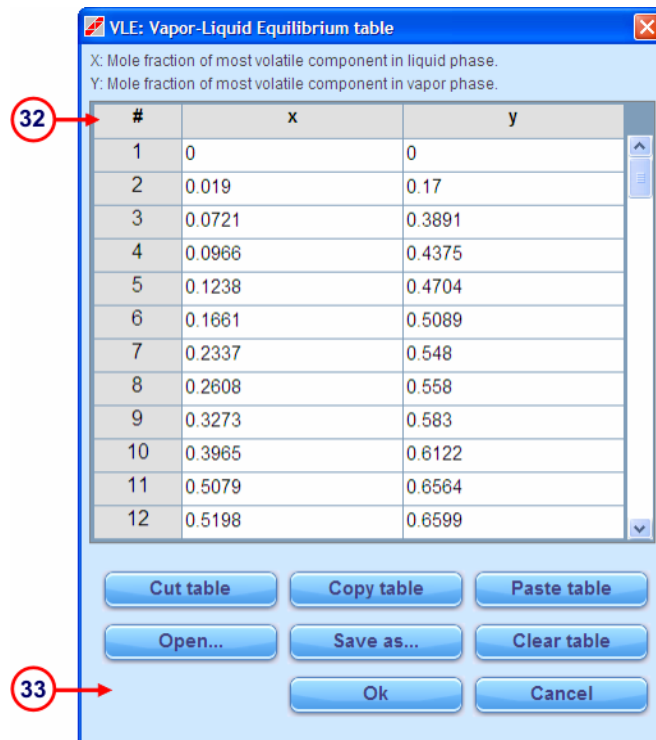 VLE: Vapor-Liquid Equilibrium table
X: Mole fraction of most volatile component in liquid phase.
Y: Mole fraction of most volatile component in vapor phase.
32
# x y
1 0 0
2 0.019 0.17
3 0.0721 0.3891
4 0.0966 0.4375
5 0.1238 0.4704
6 0.1661 0.5089
7 0.2337 0.548
8 0.2608 0.558
9 0.3273 0.583
10 0.3965 0.6122
11 0.5079 0.6564
12 0.5198 0.6599
Cut table Copy table Paste table
Open... Save as... Clear table
33
Ok Cancel